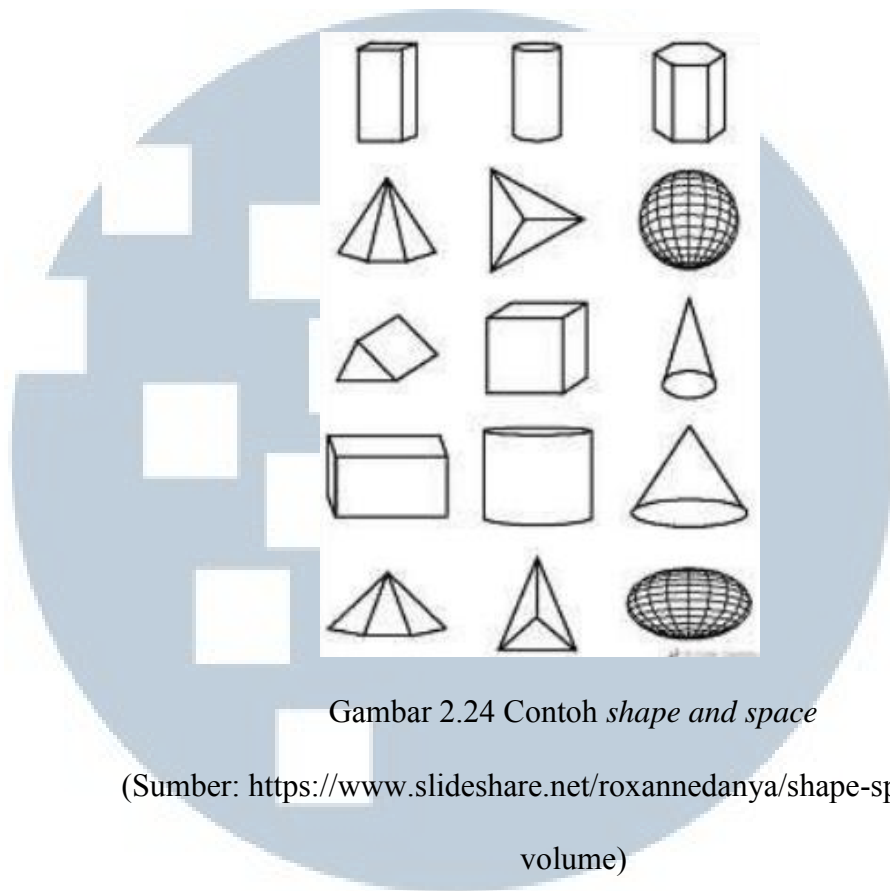 Gambar 2.24 Contoh shape and space
(Sumber: https://www.slideshare.net/roxannedanya/shape-sp
volume)